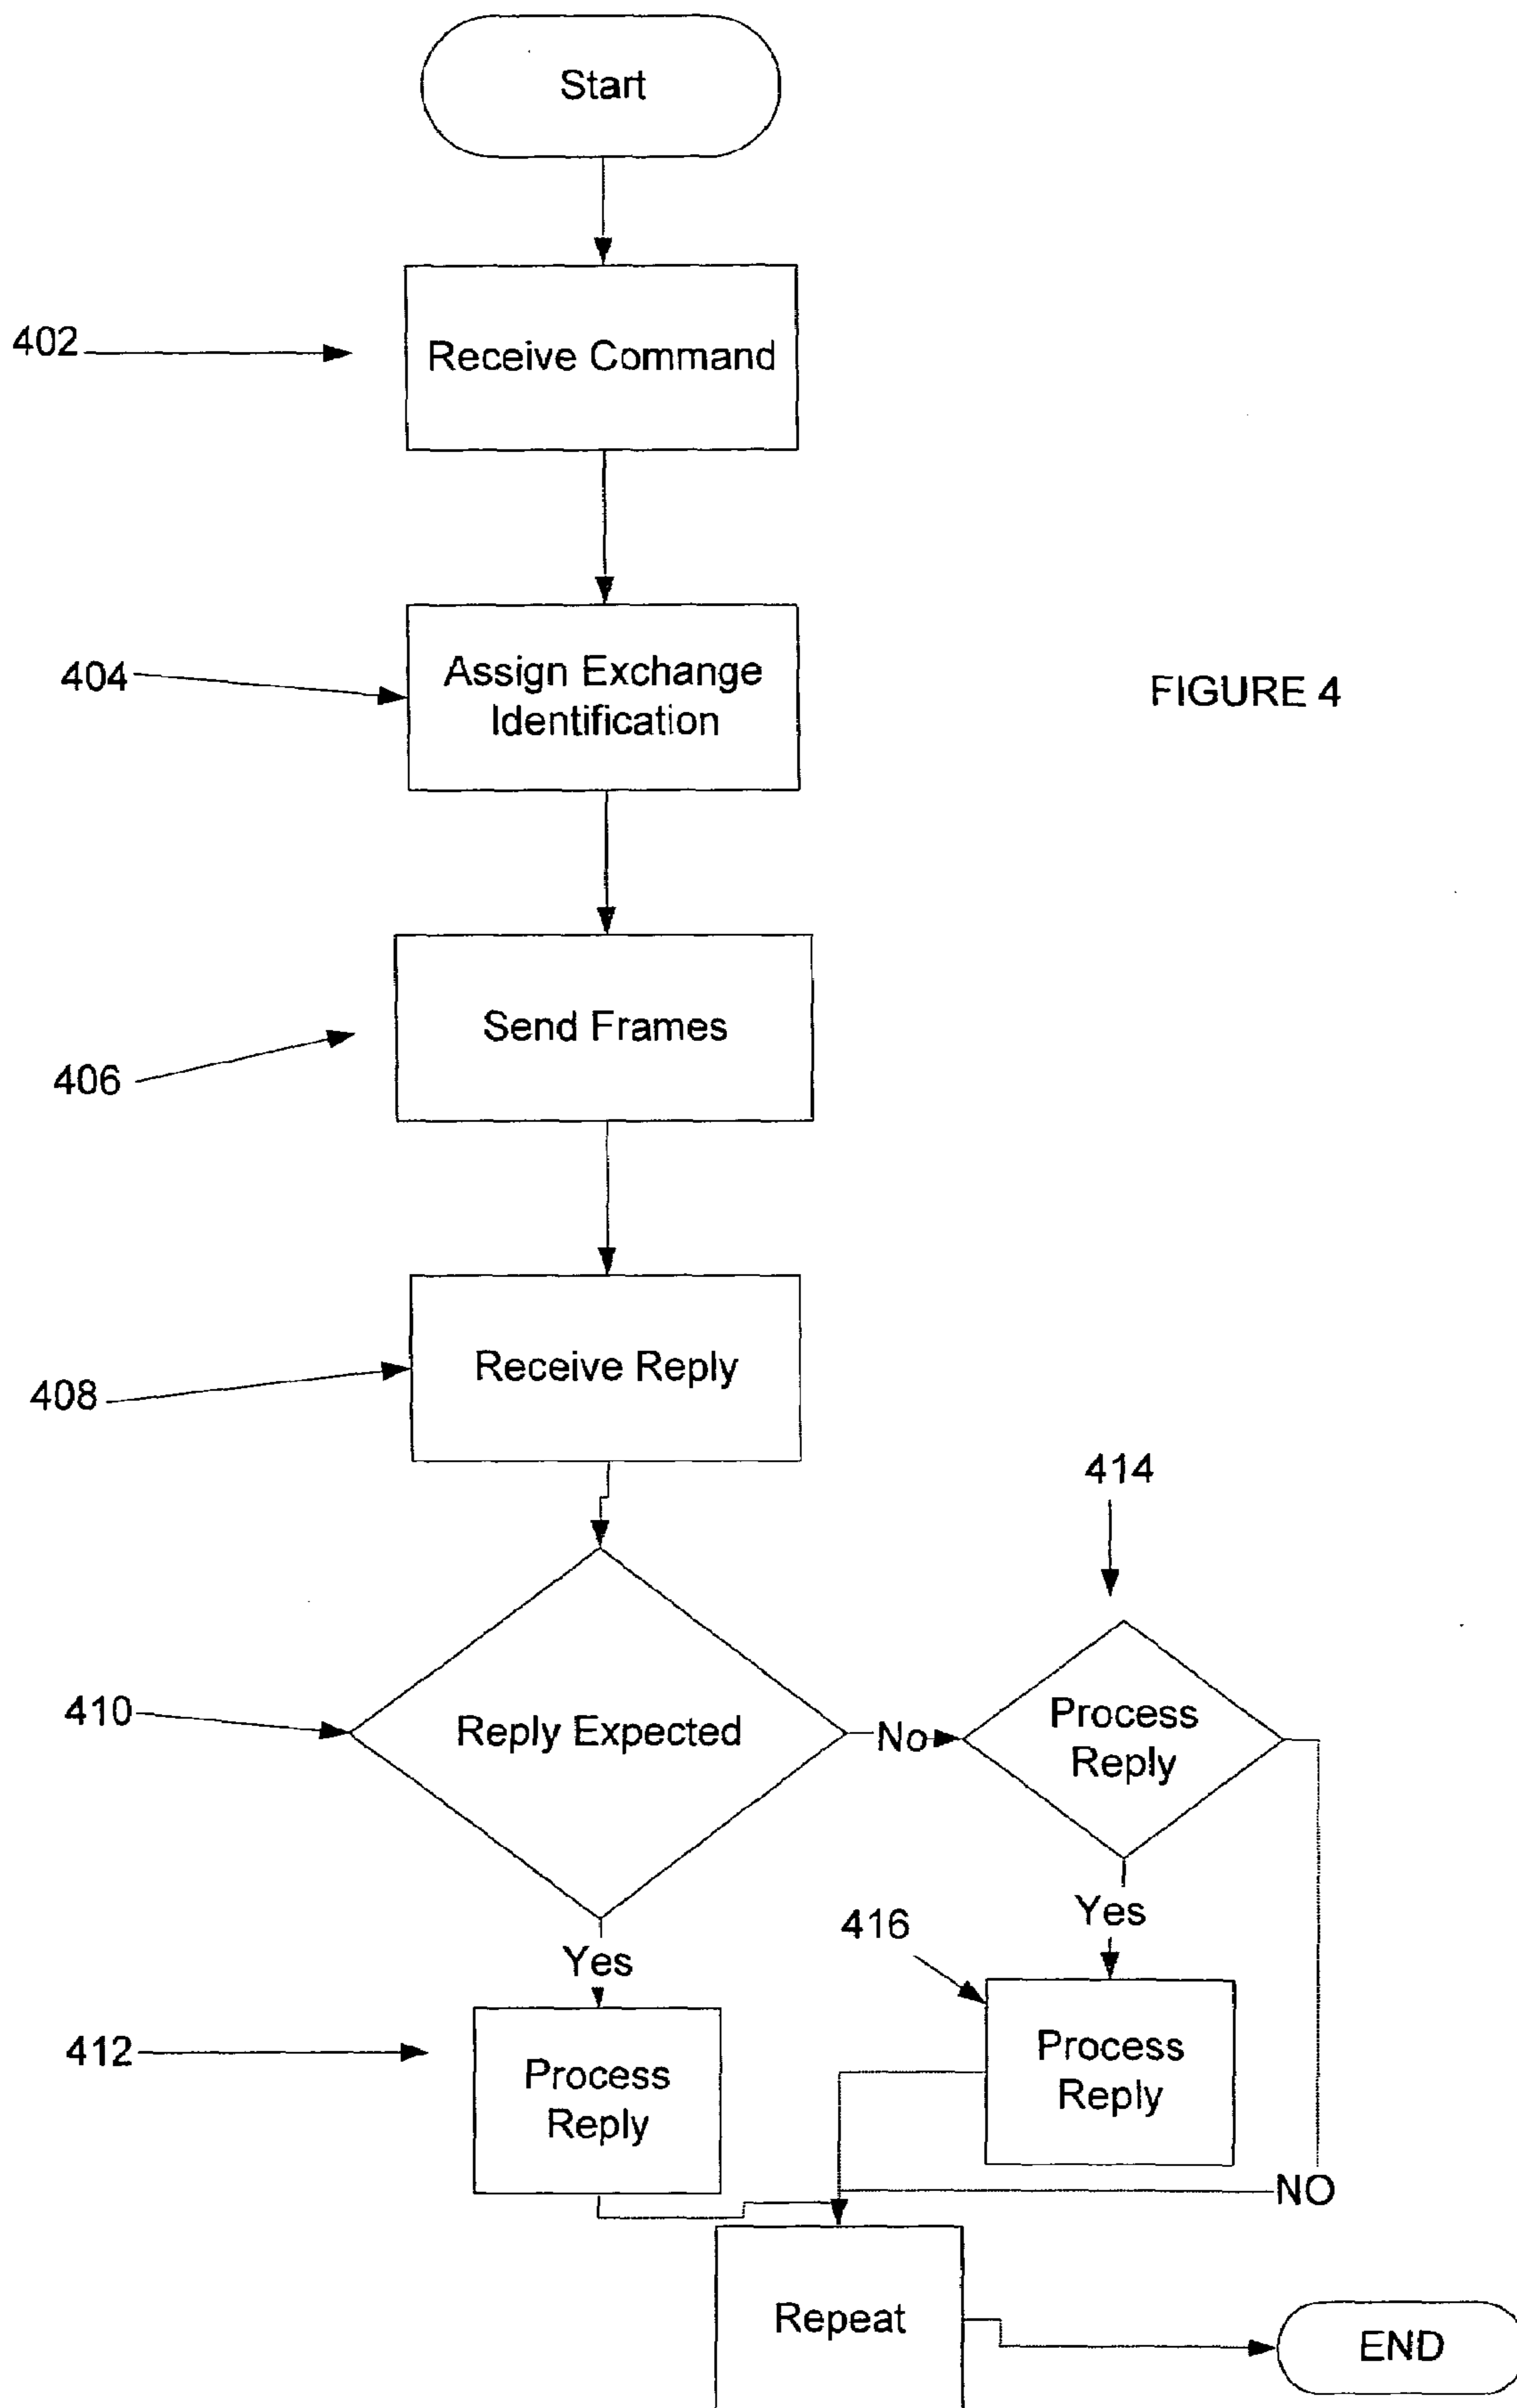 Start
402
Receive Command
404
Assign Exchange
Identification
FIGURE 4
406
Send Frames
408
Receive Reply
414
410
Reply Expected
No
Process
Reply
Yes
416
Yes
412
Process
Reply
Process
Reply
NO
Repeat
END